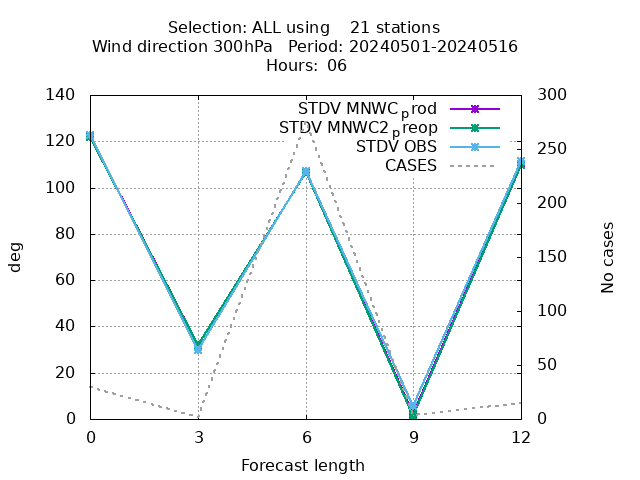 Selection: ALL using 21 stations
Wind direction 300hPa Period: 20240501-20240516
Hours: 06
STDV MNWCprod
STDV MNWC2preop
STDV OBS
CASES
140
120
100
80
60
40
20
0
300
250
200
150
100
50
0
deg
No cases
0 3 6 9 12
Forecast length